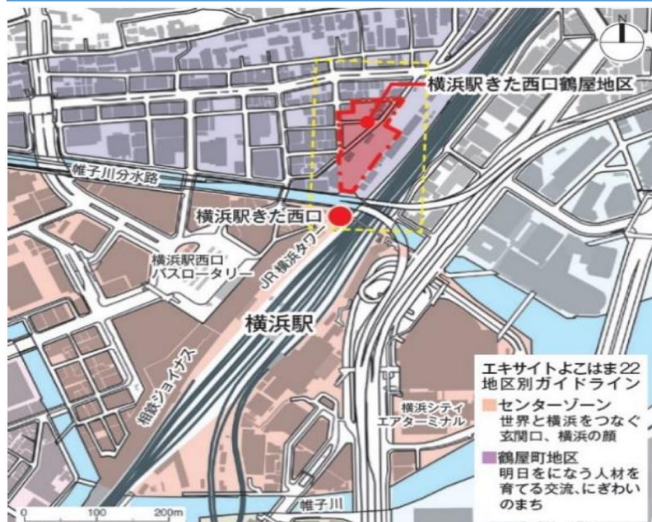 N
横浜駅きた西口鶴屋地区
帷子川分水路
横浜駅きた西口
横浜駅西口
バスロータリー
JR横浜タワー
横浜駅
相鉄ジョイナス
横浜シティ
エアターミナル
帷子川
0 100 200m
エキサイトよこはま22
地区別ガイドライン
センターゾーン
世界と横浜をつなぐ
玄関口、横浜の顔
鶴屋町地区
明日をになう人材を
育てる交流、にぎわい
のまち